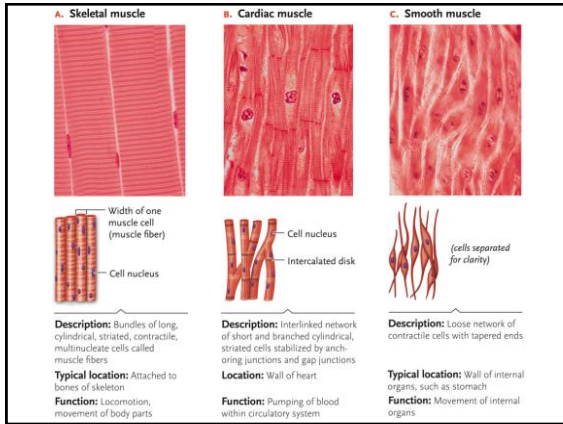 A. Skeletal muscle
Width of one
muscle cell
(muscle fiber)
Cell nucleus
Description: Bundles of long,
cylindrical, striated, contractile,
multinucleate cells called
muscle fibers
Typical location: Attached to
bones of skeleton
Function: Locomotion,
movement of body parts
B. Cardiac muscle
Cell nucleus
Intercalated disk
Description: Interlinked network
of short and branched cylindrical,
striated cells stabilized by anch-
oring junctions and gap junctions
Location: Wall of heart
Function: Pumping of blood
within circulatory system
C. Smooth muscle
(cells separated
for clarity)
Description: Loose network of
contractile cells with tapered ends
Typical location: Wall of internal
organs, such as stomach
Function: Movement of internal
organs